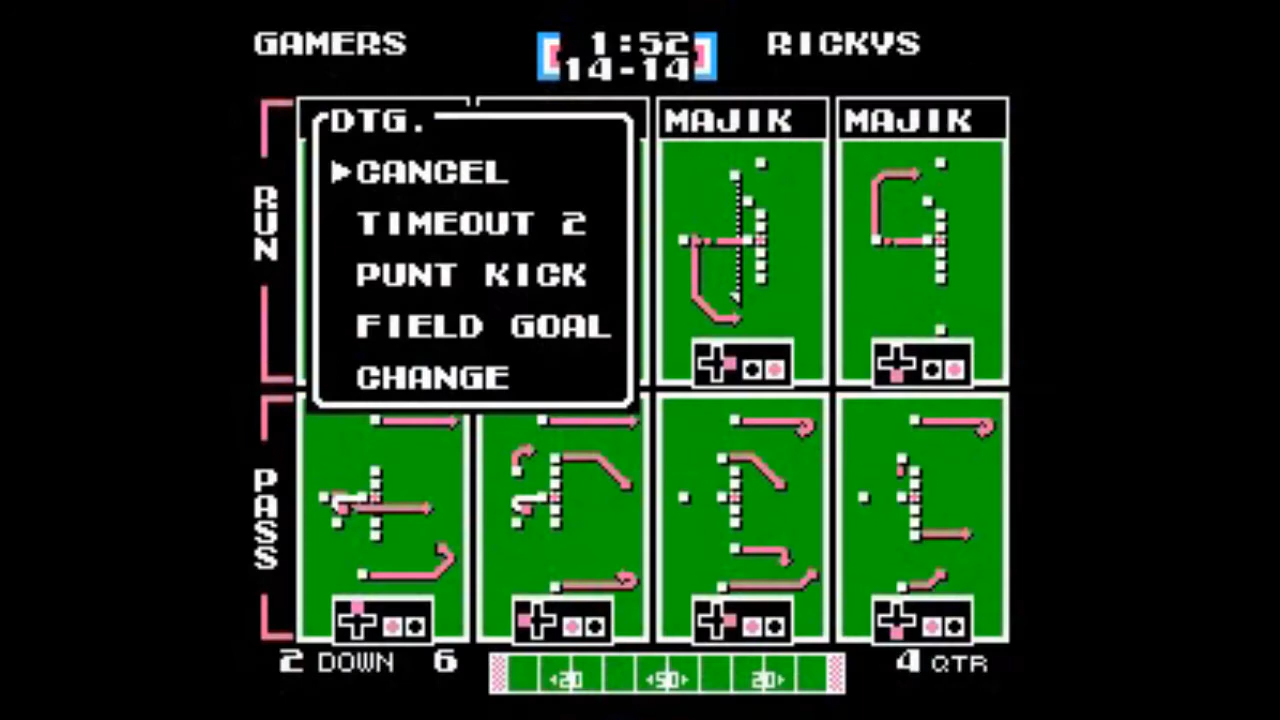 GAMERS 1:52 RICKVS
14-14
DTG. MAJIK MAJIK
CANCEL
TIMEOUT 2
PUNT KICK
FIELD GOAL
CHANGE
RUN
PASS
2 DOWN 6 20 50 20 4 QTR